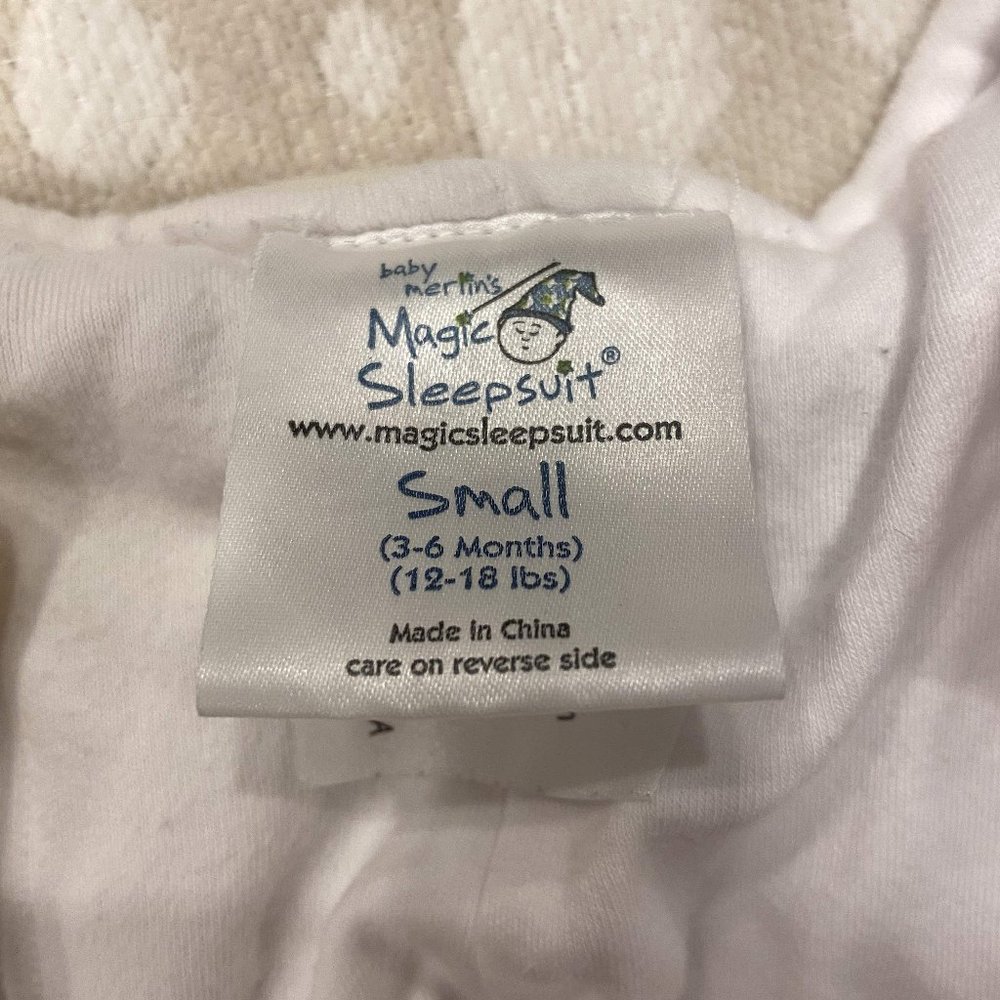 baby
merlin's
Magic
Sleepsuit®
www.magicsleepsuit.com
Small
(3-6 Months)
(12-18 lbs)
Made in China
care on reverse side
A